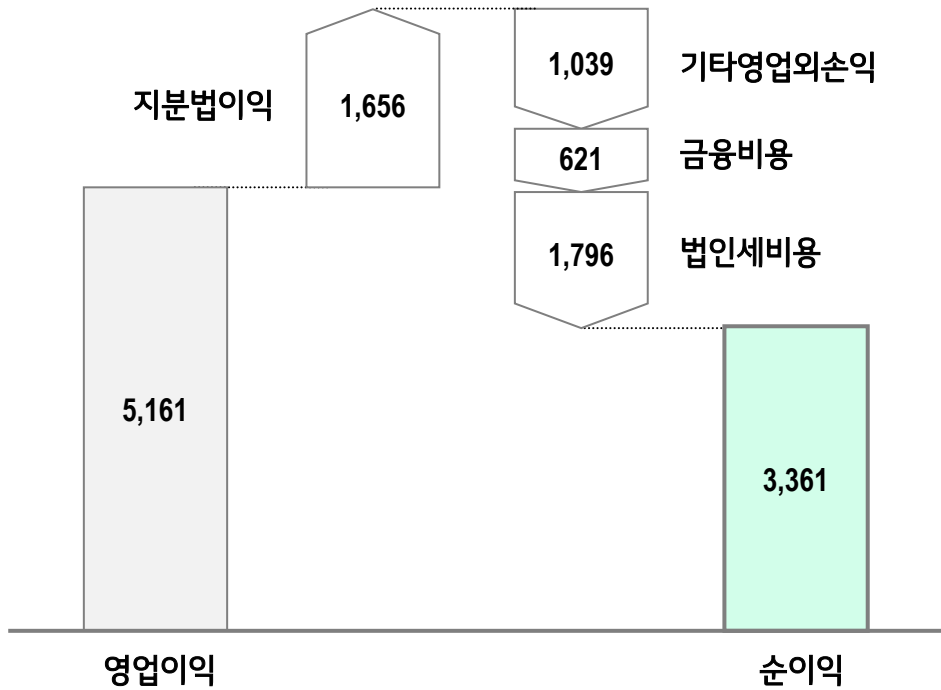 지분법이익
1,656
1,039
기타영업외손익
621
금융비용
1,796
법인세비용
5,161
3,361
영업이익
순이익